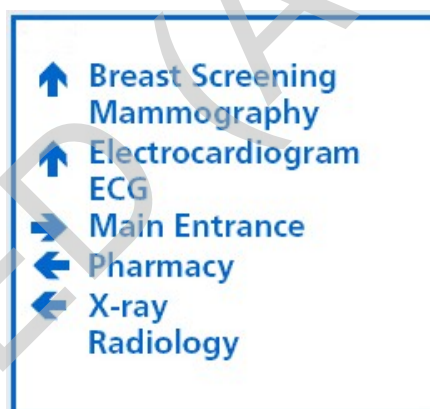 Breast Screening
Mammography
Electrocardiogram
ECG
Main Entrance
Pharmacy
X-ray
Radiology